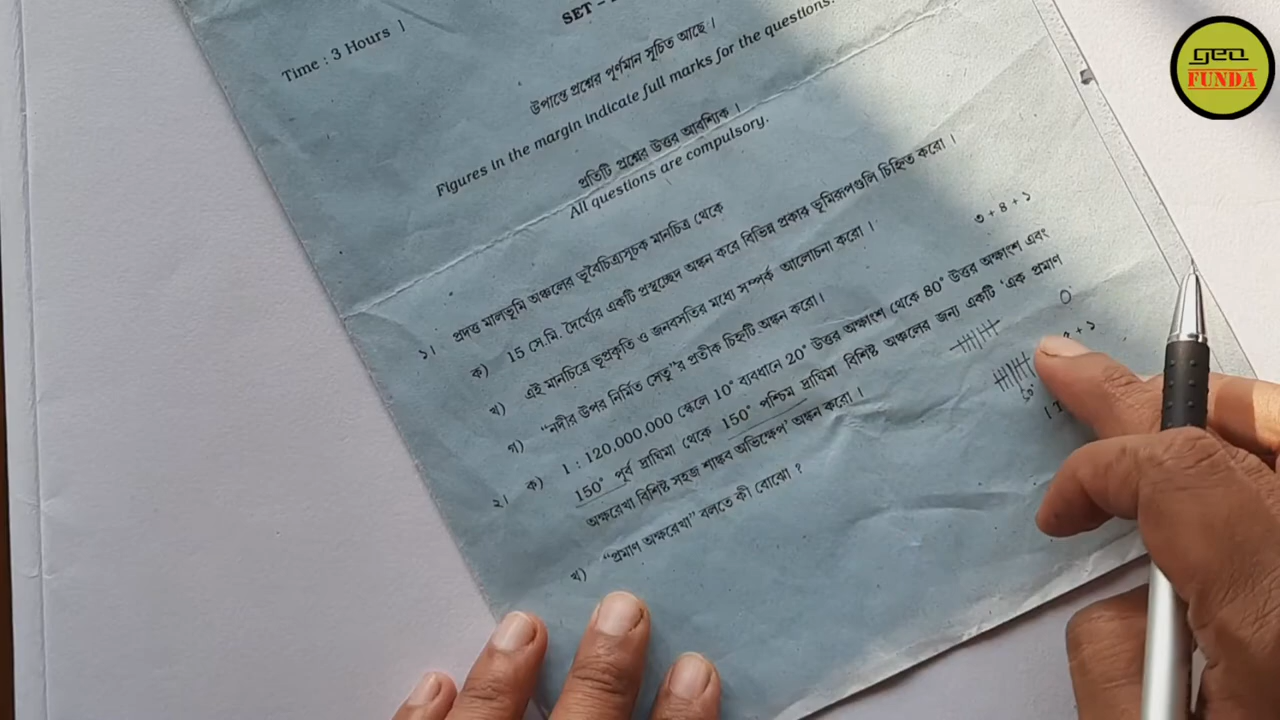 geo
FUNDA
SET –
Time : 3 Hours |
উপান্তে প্রশ্নের পূর্ণমান সূচিত আছে।
Figures in the margin indicate full marks for the questions.
প্রতিটি প্রশ্নের উত্তর আবশ্যিক।
All questions are compulsory.
১। প্রদত্ত মালভূমি অঞ্চলের ভূবৈচিত্র্যসূচক মানচিত্র থেকে
ক) 15 সে.মি. দৈর্ঘ্যের একটি প্রস্থচ্ছেদ অঙ্কন করে বিভিন্ন প্রকার ভূমিরূপগুলি চিহ্নিত করো।
খ) এই মানচিত্রে ভূপ্রকৃতি ও জনবসতির মধ্যে সম্পর্ক আলোচনা করো।
গ) “নদীর উপর নির্মিত সেতু”র প্রতীক চিহ্নটি অঙ্কন করো। ৩ + ৪ + ১
২। ক) 1 : 120,000,000 স্কেলে 10° ব্যবধানে 20° উত্তর অক্ষাংশ থেকে 80° উত্তর অক্ষাংশ এবং
150° পূর্ব দ্রাঘিমা থেকে 150° পশ্চিম দ্রাঘিমা বিশিষ্ট অঞ্চলের জন্য একটি ‘এক প্রমাণ
অক্ষরেখা বিশিষ্ট সহজ শাঙ্কব অভিক্ষেপ’ অঙ্কন করো।
খ) “প্রমাণ অক্ষরেখা” বলতে কী বোঝো ? + ১